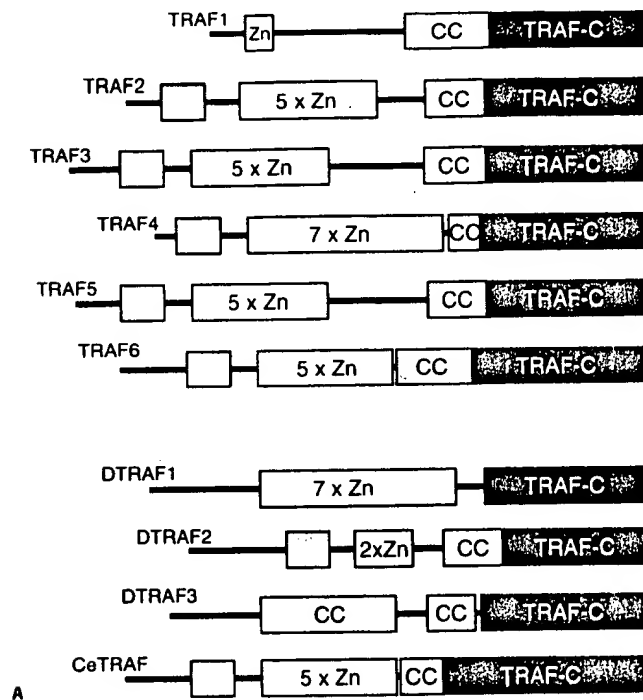 TRAF1 Zn CC TRAF-C
TRAF2 5 x Zn CC TRAF-C
TRAF3 5 x Zn CC TRAF-C
TRAF4 7 x Zn CC TRAF-C
TRAF5 5 x Zn CC TRAF-C
TRAF6 5 x Zn CC TRAF-C
DTRAF1 7 x Zn TRAF-C
DTRAF2 2xZn CC TRAF-C
DTRAF3 CC CC TRAF-C
CeTRAF 5 x Zn CC TRAF-C
A